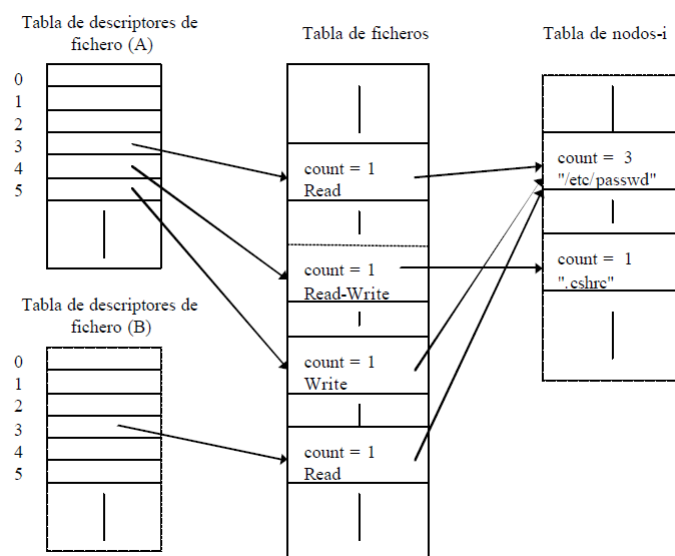 Tabla de descriptores de
fichero (A)
0
1
2
3
4
5
Tabla de descriptores de
fichero (B)
0
1
2
3
4
5
Tabla de ficheros
count = 1
Read
count = 1
Read-Write
count = 1
Write
count = 1
Read
Tabla de nodos-i
count = 3
"/etc/passwd"
count = 1
".cshrc"